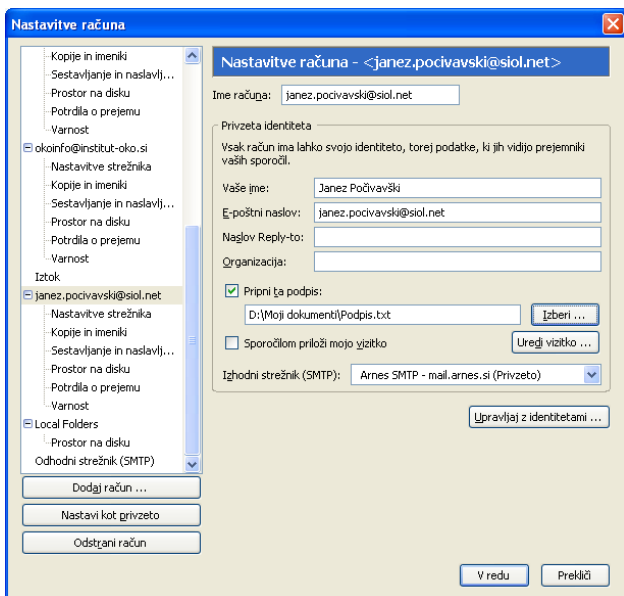 Nastavitve računa
Kopije in imeniki
Sestavljanje in naslavlj...
Prostor na disku
Potrdila o prejemu
Varnost
okoinfo@institut-oko.si
Nastavitve strežnika
Kopije in imeniki
Sestavljanje in naslavlj...
Prostor na disku
Potrdila o prejemu
Varnost
Iztok
janez.pocivavski@siol.net
Nastavitve strežnika
Kopije in imeniki
Sestavljanje in naslavlj...
Prostor na disku
Potrdila o prejemu
Varnost
Local Folders
Prostor na disku
Odhodni strežnik (SMTP)
Dodaj račun ...
Nastavi kot privzeto
Odstrani račun
Nastavitve računa - <janez.pocivavski@siol.net>
Ime računa: janez.pocivavski@siol.net
Privzeta identiteta
Vsak račun ima lahko svojo identiteto, torej podatke, ki jih vidijo prejemniki
vaših sporočil.
Vaše ime: Janez Počivavški
E-poštni naslov: janez.pocivavski@siol.net
Naslov Reply-to:
Organizacija:
Pripni ta podpis:
D:\Moji dokumenti\Podpis.txt Izberi ...
Sporočilom priloži mojo vizitko Uredi vizitko ...
Izhodni strežnik (SMTP): Arnes SMTP - mail.arnes.si (Privzeto)
Upravljaj z identitetami ...
V redu Prekliči